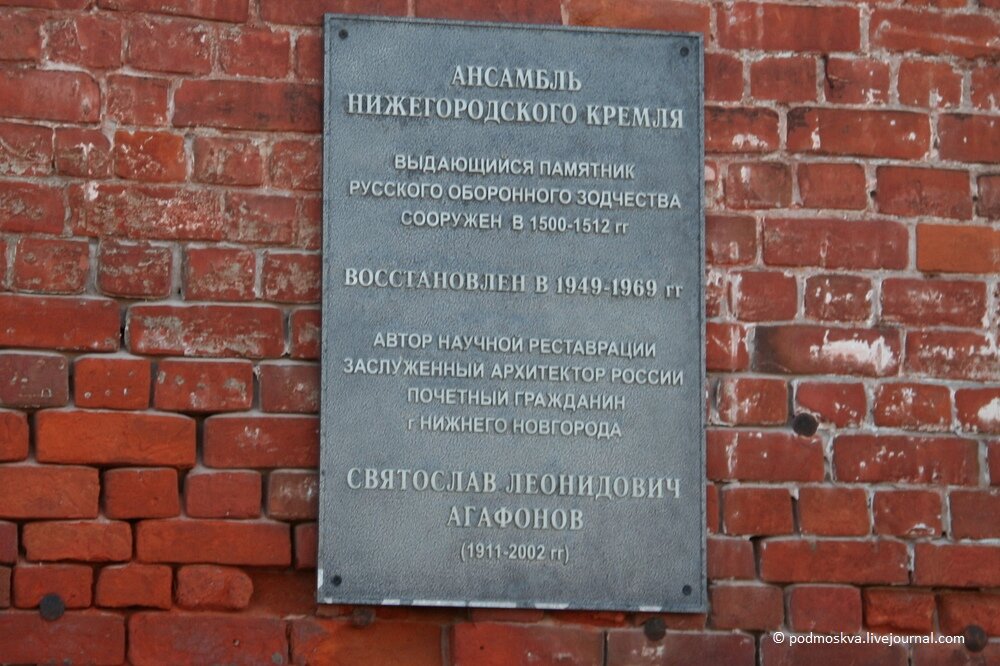 АНСАМБЛЬ
НИЖЕГОРОДСКОГО КРЕМЛЯ
ВЫДАЮЩИЙСЯ ПАМЯТНИК
РУССКОГО ОБОРОННОГО ЗОДЧЕСТВА
СООРУЖЕН В 1500-1512 гг
ВОССТАНОВЛЕН В 1949-1969 гг
АВТОР НАУЧНОЙ РЕСТАВРАЦИИ
ЗАСЛУЖЕННЫЙ АРХИТЕКТОР РОССИИ
ПОЧЕТНЫЙ ГРАЖДАНИН
г НИЖНЕГО НОВГОРОДА
СВЯТОСЛАВ ЛЕОНИДОВИЧ
АГАФОНОВ
(1911-2002 гг)
© podmoskva.livejournal.com